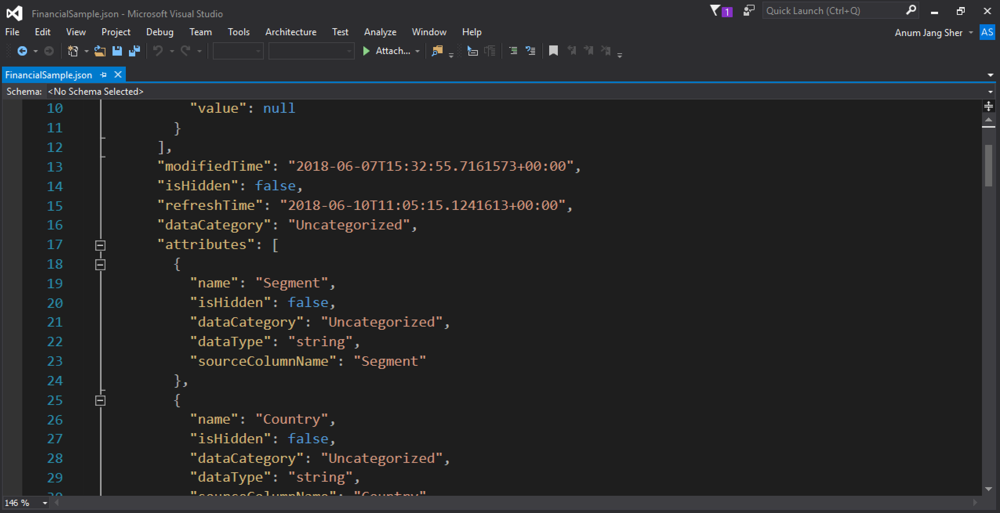 FinancialSample.json - Microsoft Visual Studio
1
Quick Launch (Ctrl+Q)
File Edit View Project Debug Team Tools Architecture Test Analyze Window Help
Anum Jang Sher AS
Attach...
FinancialSample.json
Schema: <No Schema Selected>
10 "value": null
11 }
12 ],
13 "modifiedTime": "2018-06-07T15:32:55.7161573+00:00",
14 "isHidden": false,
15 "refreshTime": "2018-06-10T11:05:15.1241613+00:00",
16 "dataCategory": "Uncategorized",
17 "attributes": [
18 {
19 "name": "Segment",
20 "isHidden": false,
21 "dataCategory": "Uncategorized",
22 "dataType": "string",
23 "sourceColumnName": "Segment"
24 },
25 {
26 "name": "Country",
27 "isHidden": false,
28 "dataCategory": "Uncategorized",
29 "dataType": "string",
30 "sourceColumnName": "Country"
146 %